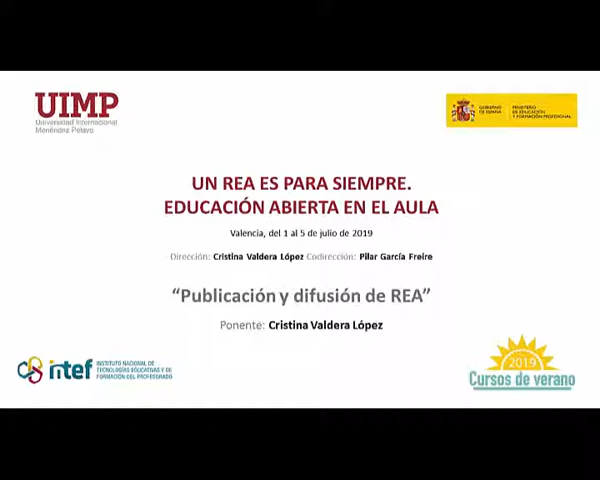 UIMP
Universidad Internacional
Menéndez Pelayo
GOBIERNO
DE ESPAÑA
MINISTERIO
DE EDUCACIÓN
Y FORMACIÓN PROFESIONAL
UN REA ES PARA SIEMPRE.
EDUCACIÓN ABIERTA EN EL AULA
Valencia, del 1 al 5 de julio de 2019
Dirección: Cristina Valdera López Codirección: Pilar García Freire
“Publicación y difusión de REA”
Ponente: Cristina Valdera López
intef
INSTITUTO NACIONAL DE
TECNOLOGÍAS EDUCATIVAS Y DE
FORMACIÓN DEL PROFESORADO
2019
Cursos de verano